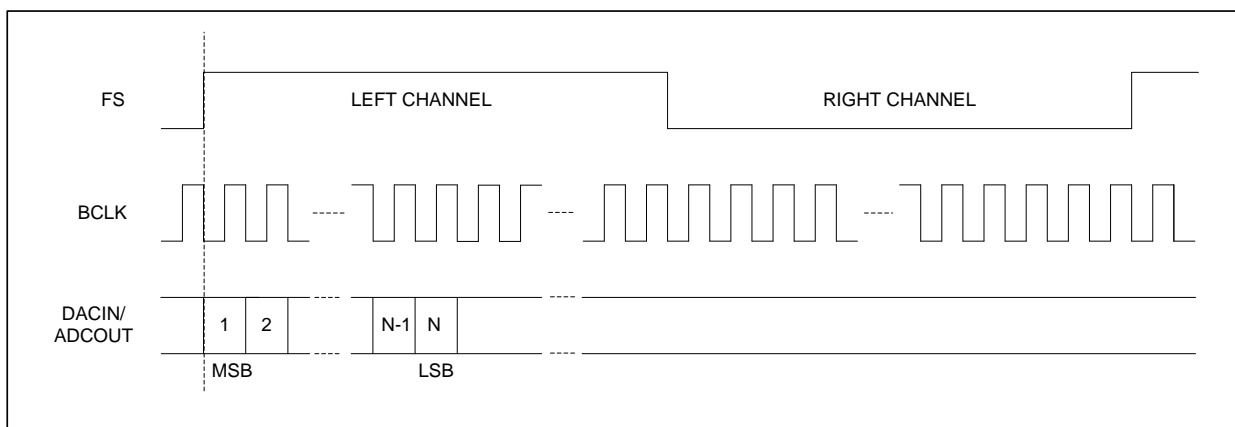 FS
LEFT CHANNEL
RIGHT CHANNEL
BCLK
DACIN/
ADCOUT
1
2
N-1
N
MSB
LSB